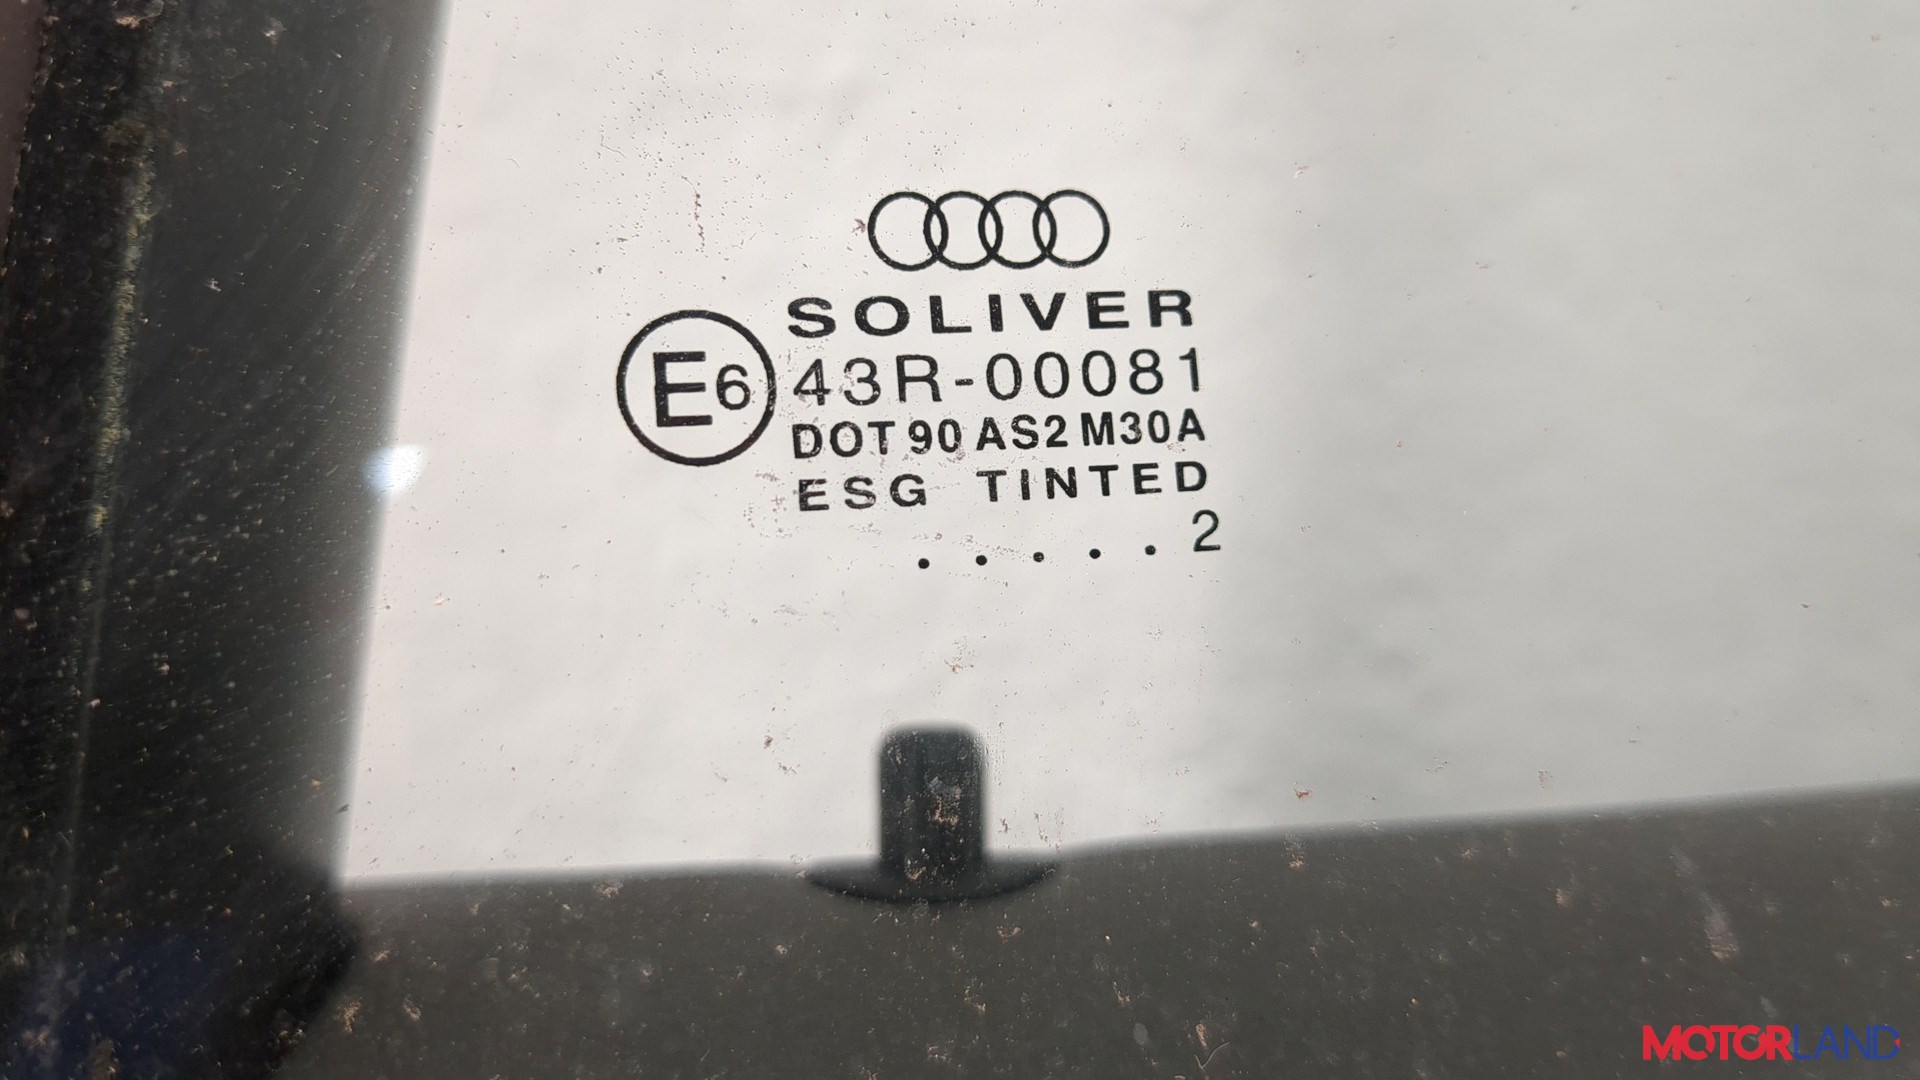 SOLIVER
E6 43R-00081
DOT 90 AS2 M30A
ESG TINTED
. . . . . 2
MOTORLAND